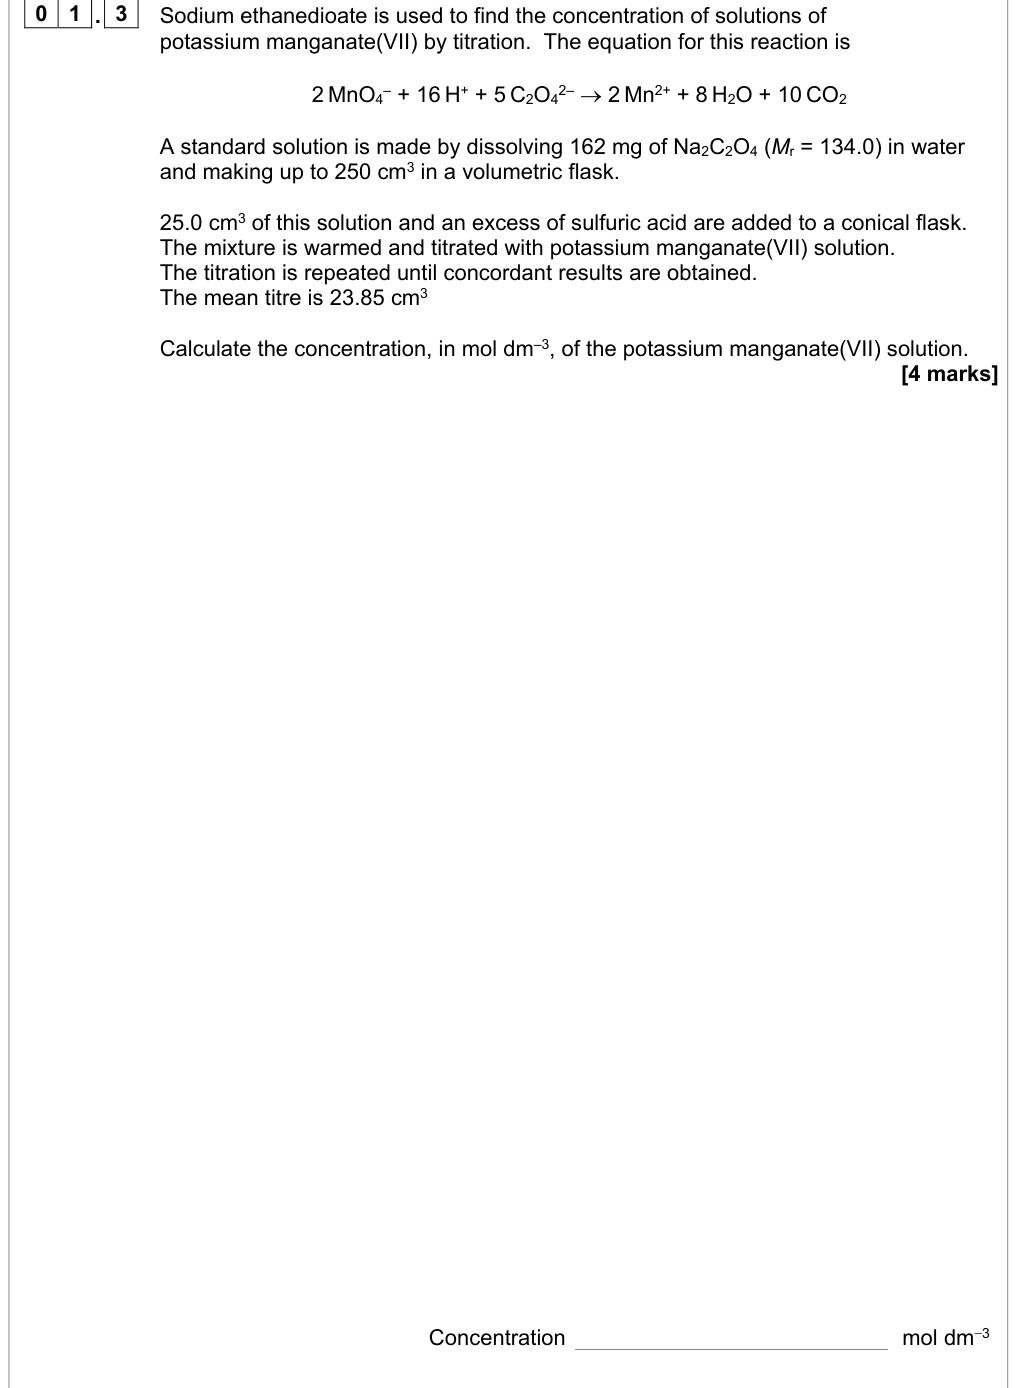 01.3 Sodium ethanedioate is used to find the concentration of solutions of
potassium manganate(VII) by titration. The equation for this reaction is
2 MnO₄⁻ + 16 H⁺ + 5 C₂O₄²⁻ → 2 Mn²⁺ + 8 H₂O + 10 CO₂
A standard solution is made by dissolving 162 mg of Na₂C₂O₄ (Mᵣ = 134.0) in water
and making up to 250 cm³ in a volumetric flask.
25.0 cm³ of this solution and an excess of sulfuric acid are added to a conical flask.
The mixture is warmed and titrated with potassium manganate(VII) solution.
The titration is repeated until concordant results are obtained.
The mean titre is 23.85 cm³
Calculate the concentration, in mol dm⁻³, of the potassium manganate(VII) solution.
[4 marks]
Concentration mol dm⁻³